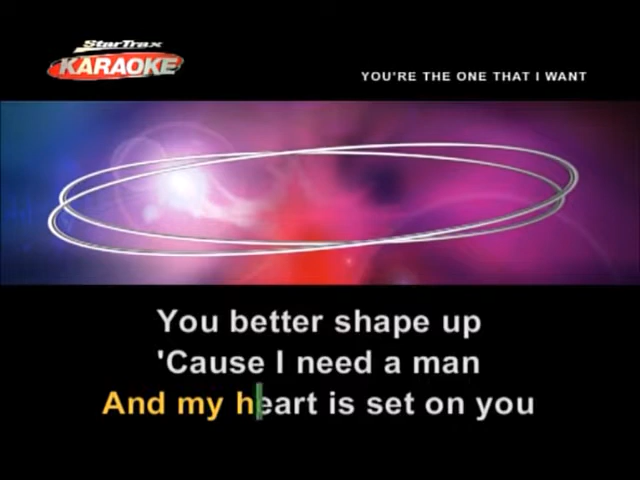 StarTrax
KARAOKE
YOU'RE THE ONE THAT I WANT
You better shape up
'Cause I need a man
And my heart is set on you